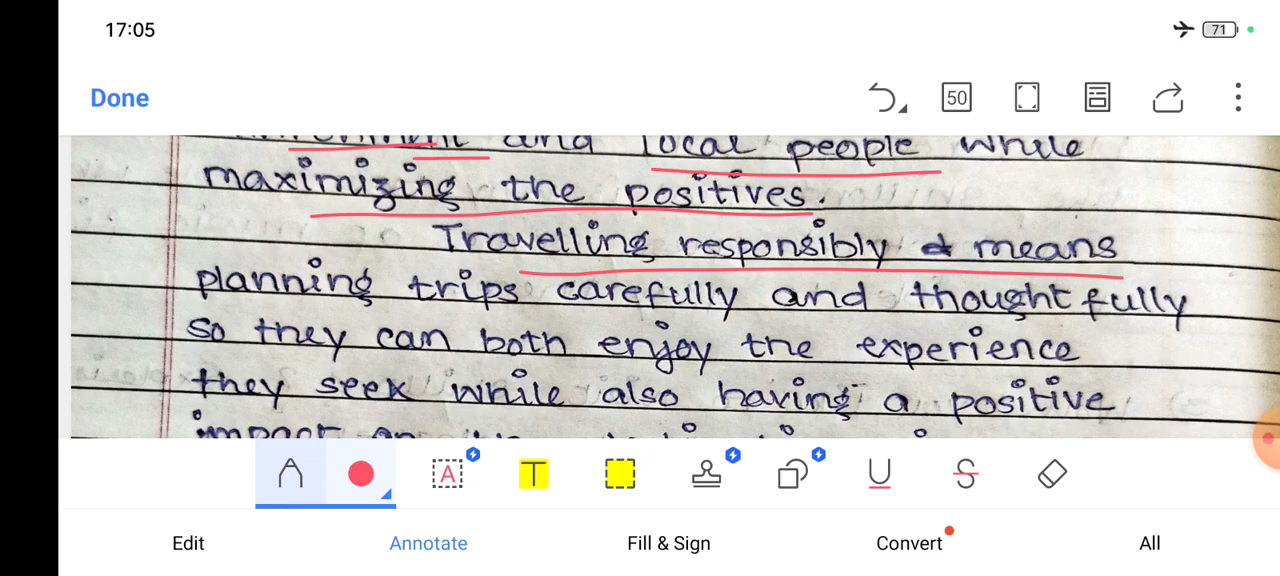 17:05
71
Done
50
and local people while
maximizing the positives.
Travelling responsibly means
planning trips carefully and thoughtfully
so they can both enjoy the experience
they seek while also having a positive
impact on
A
T
U
S
Edit
Annotate
Fill & Sign
Convert
All